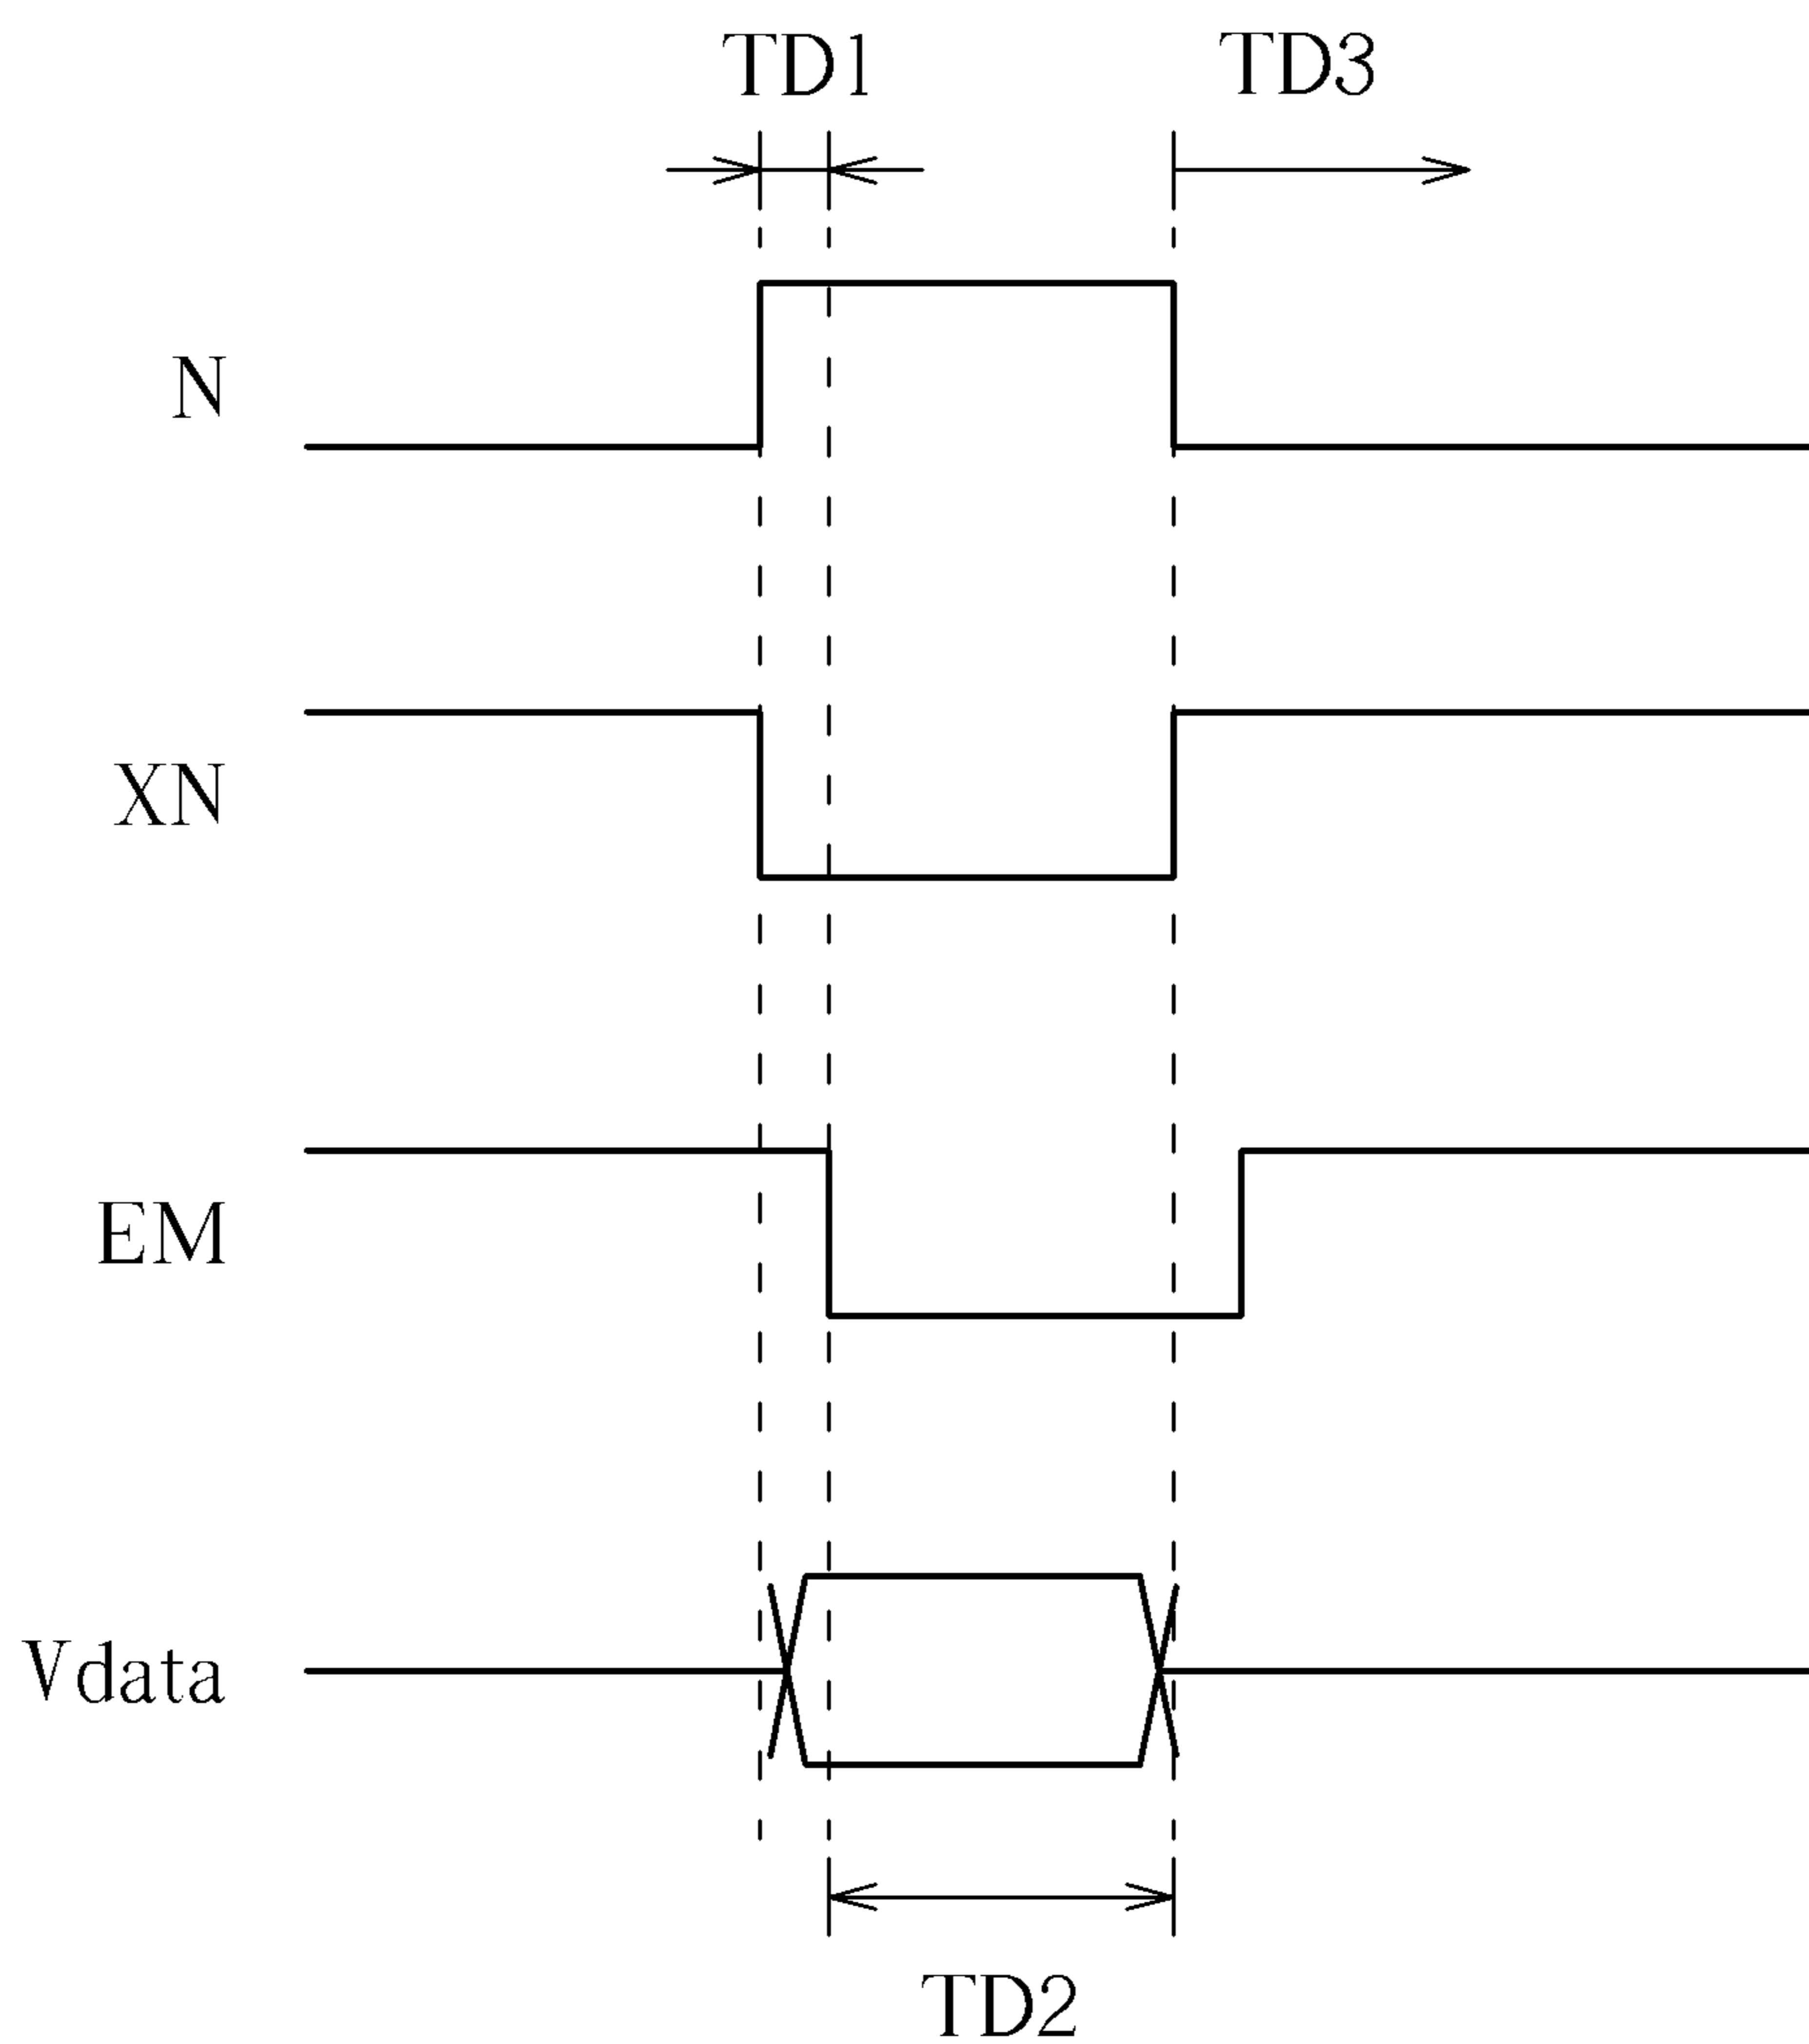 TD1 TD3
N
XN
EM
Vdata
TD2